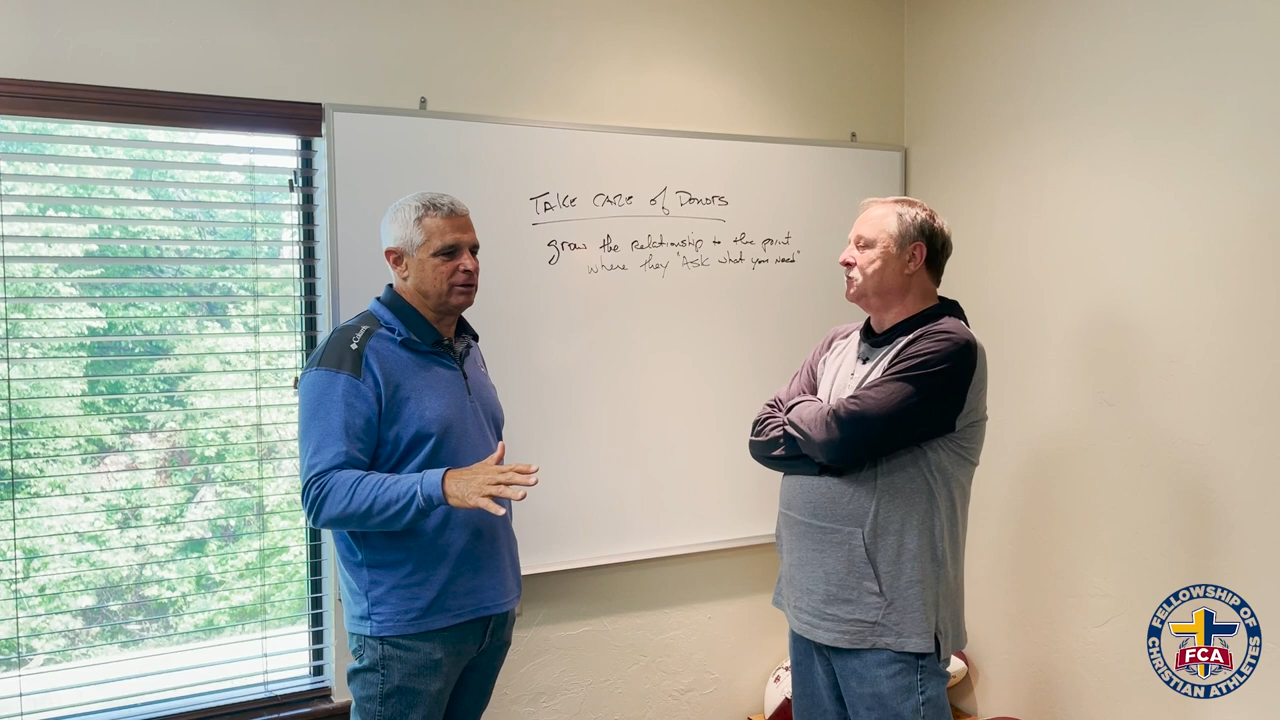 TAKE CARE of Donors
grow the relationship to the point
where they "Ask what you need"
Columbia
FELLOWSHIP OF
CHRISTIAN ATHLETES
FCA